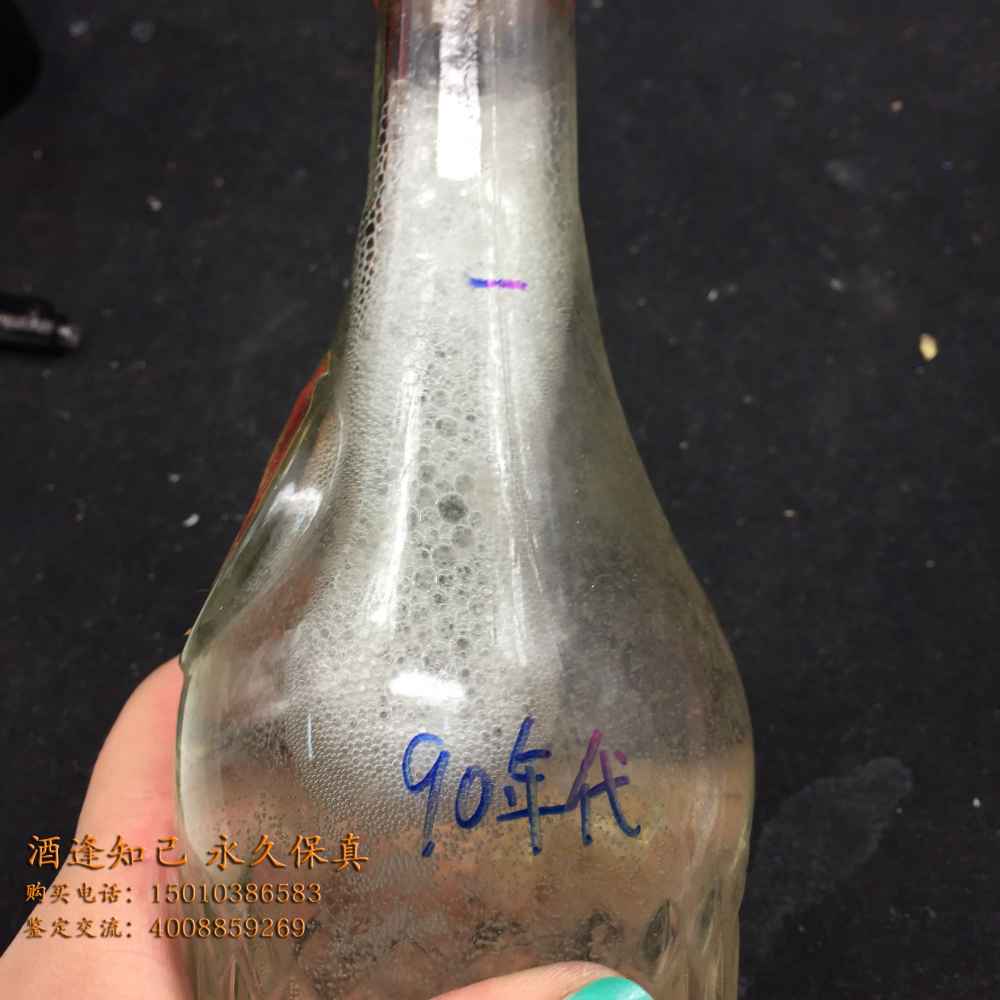 90年代
酒逢知己 永久保真
购买电话：15010386583
鉴定交流：4008859269